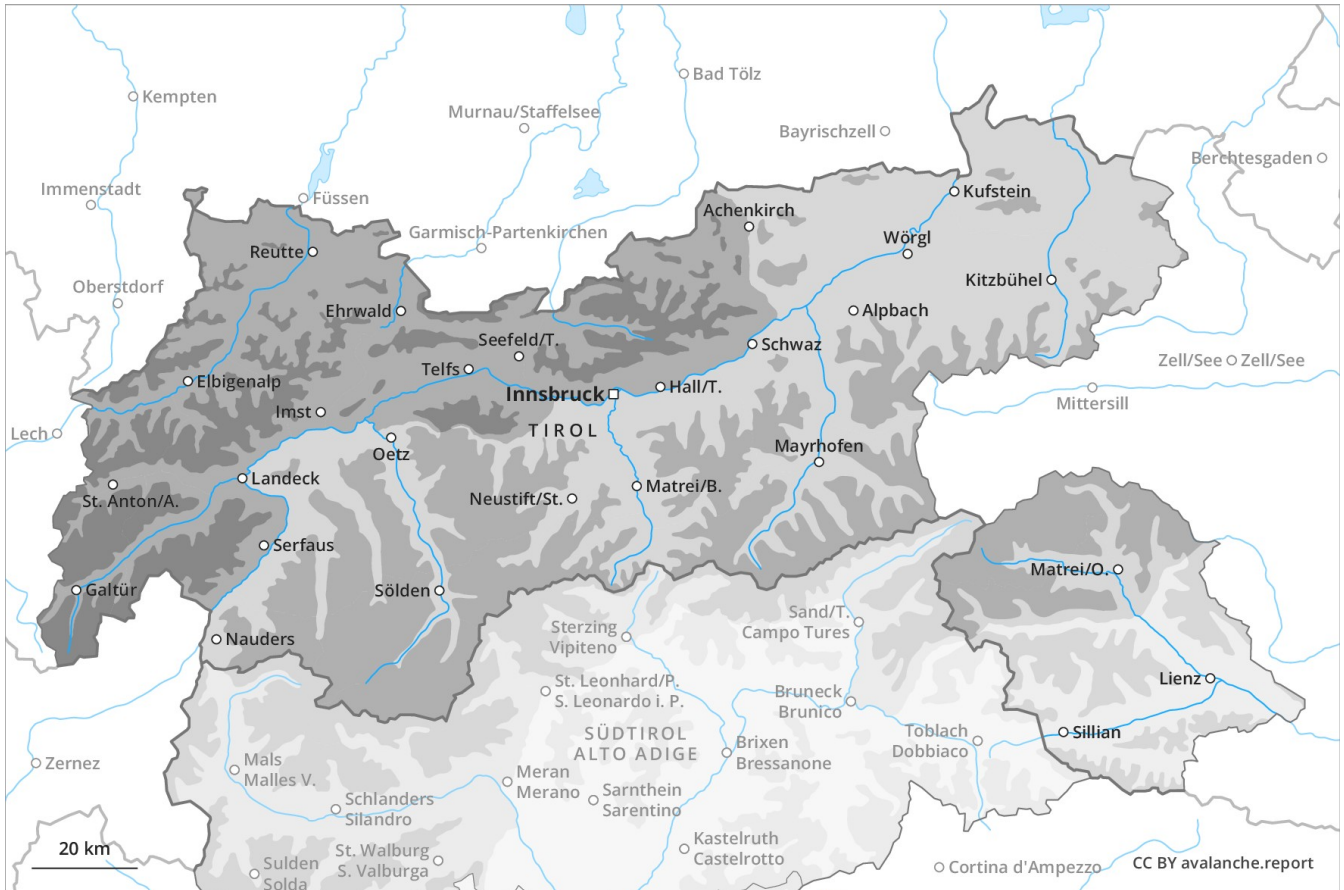 Kempten
Bad Tölz
Murnau/Staffelsee
Bayrischzell
Berchtesgaden
Immenstadt
Füssen
Kufstein
Achenkirch
Garmisch-Partenkirchen
Wörgl
Reutte
Oberstdorf
Kitzbühel
Ehrwald
Alpbach
Seefeld/T.
Schwaz
Telfs
Zell/See
Zell/See
Elbigenalp
Innsbruck
Hall/T.
Mittersill
Imst
TIROL
Lech
Oetz
Mayrhofen
Landeck
St. Anton/A.
Neustift/St.
Matrei/B.
Serfaus
Matrei/O.
Galtür
Sölden
Sand/T.
Campo Tures
Nauders
Sterzing
Vipiteno
St. Leonhard/P.
S. Leonardo i. P.
Lienz
Bruneck
Brunico
SÜDTIROL
ALTO ADIGE
Toblach
Dobbiaco
Sillian
Brixen
Bressanone
Zernez
Mals
Malles V.
Meran
Merano
Sarnthein
Sarentino
Schlanders
Silandro
Kastelruth
Castelrotto
20 km
St. Walburg
S. Valburga
Sulden
Solda
Cortina d'Ampezzo
CC BY avalanche.report